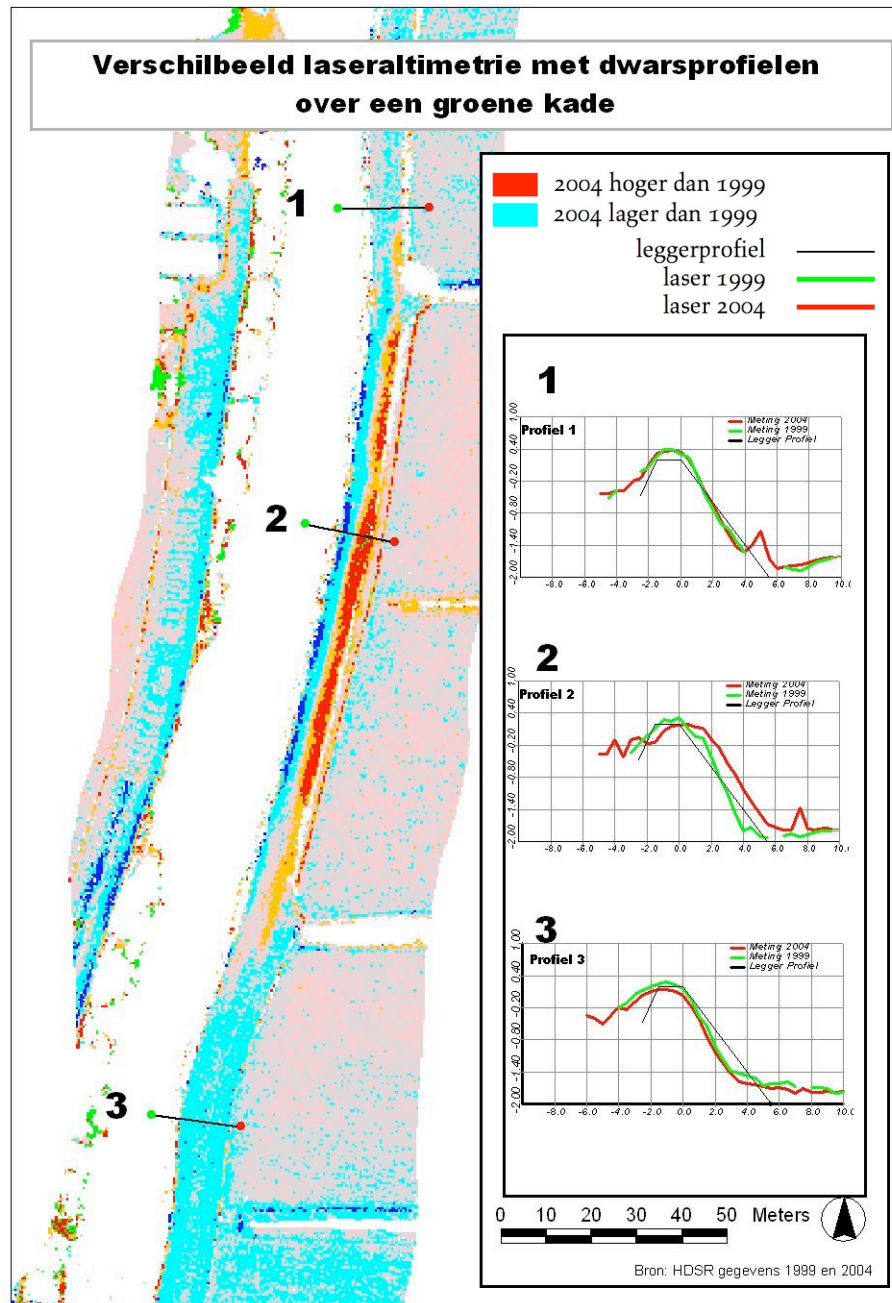 Verschilbeeld laseraltimetrie met dwarsprofielen
over een groene kade
2004 hoger dan 1999
2004 lager dan 1999
leggerprofiel
laser 1999
laser 2004
1
2
3
1
Profiel 1
Meting 2004
Meting 1999
Legger Profiel
1.00
0.40
-0.20
-0.80
-1.40
-2.00
-8.0 -6.0 -4.0 -2.0 0.0 2.0 4.0 6.0 8.0 10.(
2
Profiel 2
Meting 2004
Meting 1999
Legger Profiel
1.00
0.40
-0.20
-0.80
-1.40
-2.00
-8.0 -6.0 -4.0 -2.0 0.0 2.0 4.0 6.0 8.0 10.
3
Profiel 3
Meting 2004
Meting 1999
Legger Profiel
1.00
0.40
-0.20
-0.80
-1.40
-2.00
-8.0 -6.0 -4.0 -2.0 0.0 2.0 4.0 6.0 8.0 10.(
0 10 20 30 40 50 Meters
Bron: HDSR gegevens 1999 en 2004